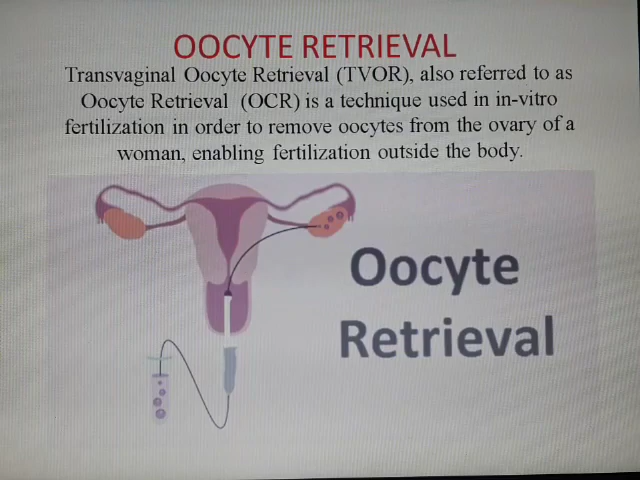 OOCYTE RETRIEVAL
Transvaginal Oocyte Retrieval (TVOR), also referred to as
Oocyte Retrieval (OCR) is a technique used in in-vitro
fertilization in order to remove oocytes from the ovary of a
woman, enabling fertilization outside the body.
Oocyte
Retrieval